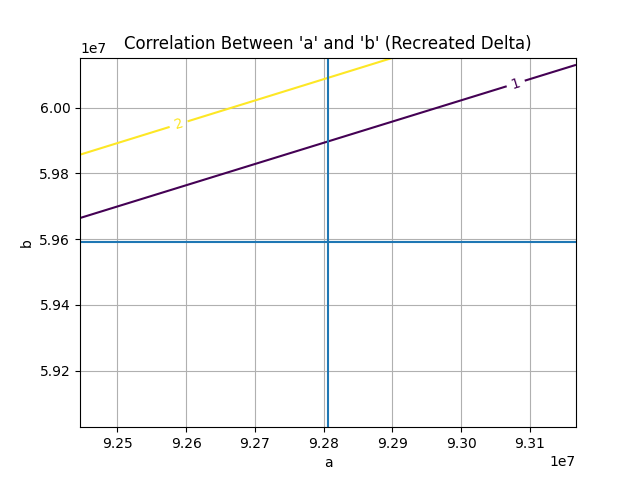 Correlation Between 'a' and 'b' (Recreated Delta)
1e7
6.00
5.98
5.96
5.94
5.92
b
2
1
9.25
9.26
9.27
9.28
9.29
9.30
9.31
a
1e7